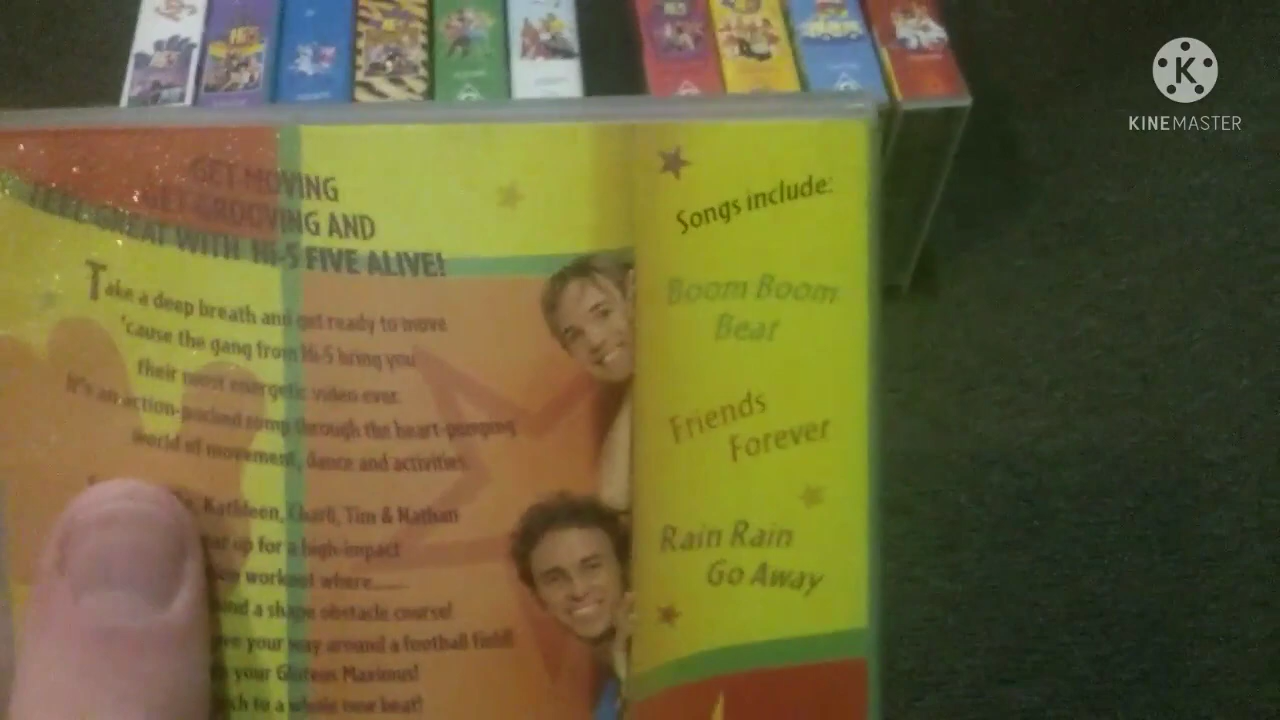 KINEMASTER
GET MOVING
GET GROOVING AND
FEEL GREAT WITH Hi-5 FIVE ALIVE!
Take a deep breath and get ready to move
'cause the gang from Hi-5 bring you
their most energetic video ever.
It's an action-packed romp through the heart-pumping
world of movement, dance and activities.
Kathleen, Charli, Tim & Nathan
up for a high-impact
workout where......
a shape obstacle course!
your way around a football field!
your Gluteus Maximus!
to a whole new beat!
Songs include:
Boom Boom
Beat
Friends
Forever
Rain Rain
Go Away